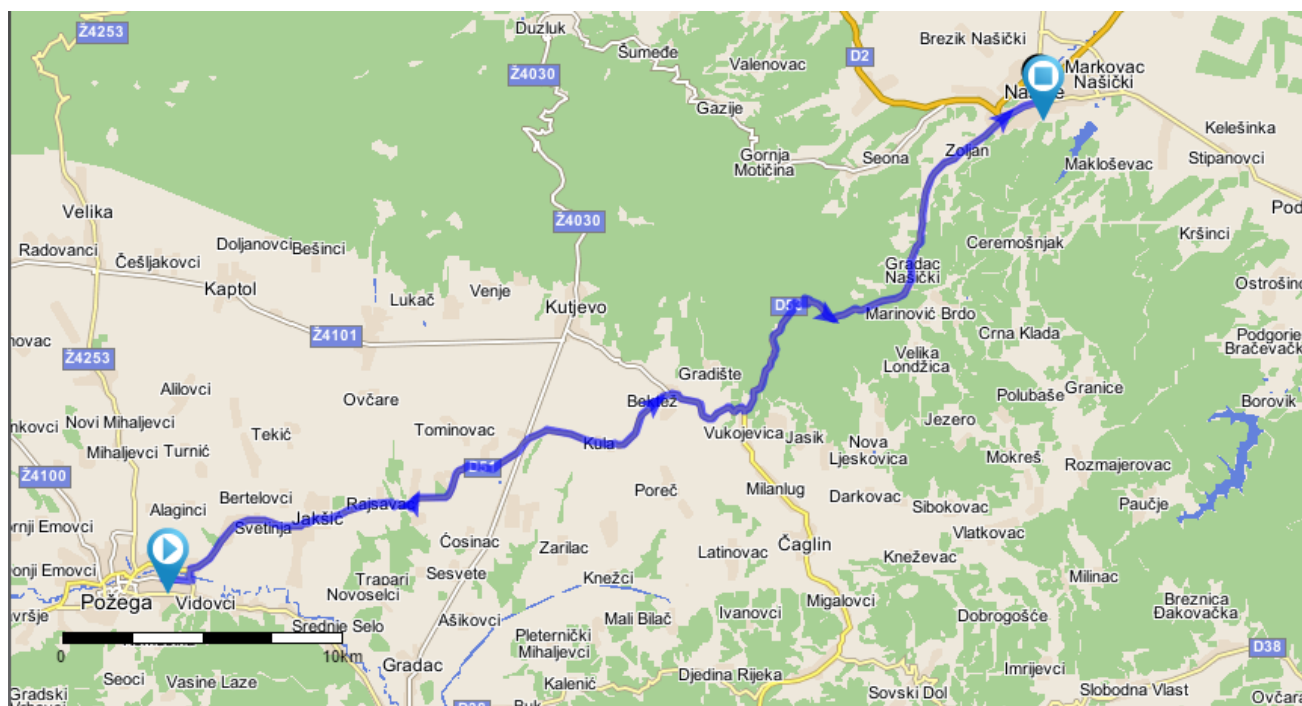 Ž4253
Duzluk
Šumeđe
Brezik Našički
D2
Valenovac
Markovac
Našički
Ž4030
Gazije
Kelešinka
Gornja
Motičina
Seona
Zoljan
Makloševac
Stipanovci
Velika
Ž4030
Pod
Radovanci
Češljakovci
Doljanovci
Bešinci
Ceremošnjak
Kršinci
Kaptol
Lukač
Venje
Gradac
Našički
Ostrošinc
Kutjevo
Marinović Brdo
Ž4101
novac
Crna Klada
Podgorje
Bračevačk
Ž4253
Velika
Londžica
Gradište
Alilovci
Ovčare
Bektež
Polubaše
Granice
Borovik
Novi Mihaljevci
Tekić
Tominovac
Kula
Vukojevica
Jasik
Jezero
nkovci
Mihaljevci
Turnić
Nova
Ljeskovica
Mokreš
Rozmajerovac
Ž4100
D51
Poreč
Milanlug
Darkovac
Sibokovac
Paučje
Bertelovci
Rajsavac
Alaginci
Svetinja
Jakšić
Vlatkovac
ornji Emovci
Ćosinac
Zarilac
Latinovac
Čaglin
Kneževac
Donji Emovci
Sesvete
Knežci
Milinac
Trapari
Novoselci
Požega
Vidovci
Migalovci
Breznica
Đakovačka
avršje
Srednje Selo
Ašikovci
Mali Bilač
Ivanovci
Dobrogošće
0
10km
Pleternički
Mihaljevci
D38
Gradac
Djedina Rijeka
Imrijevci
Seoci
Vasine Laze
Kalenić
Sovski Dol
Slobodna Vlast
Gradski
Ovčara